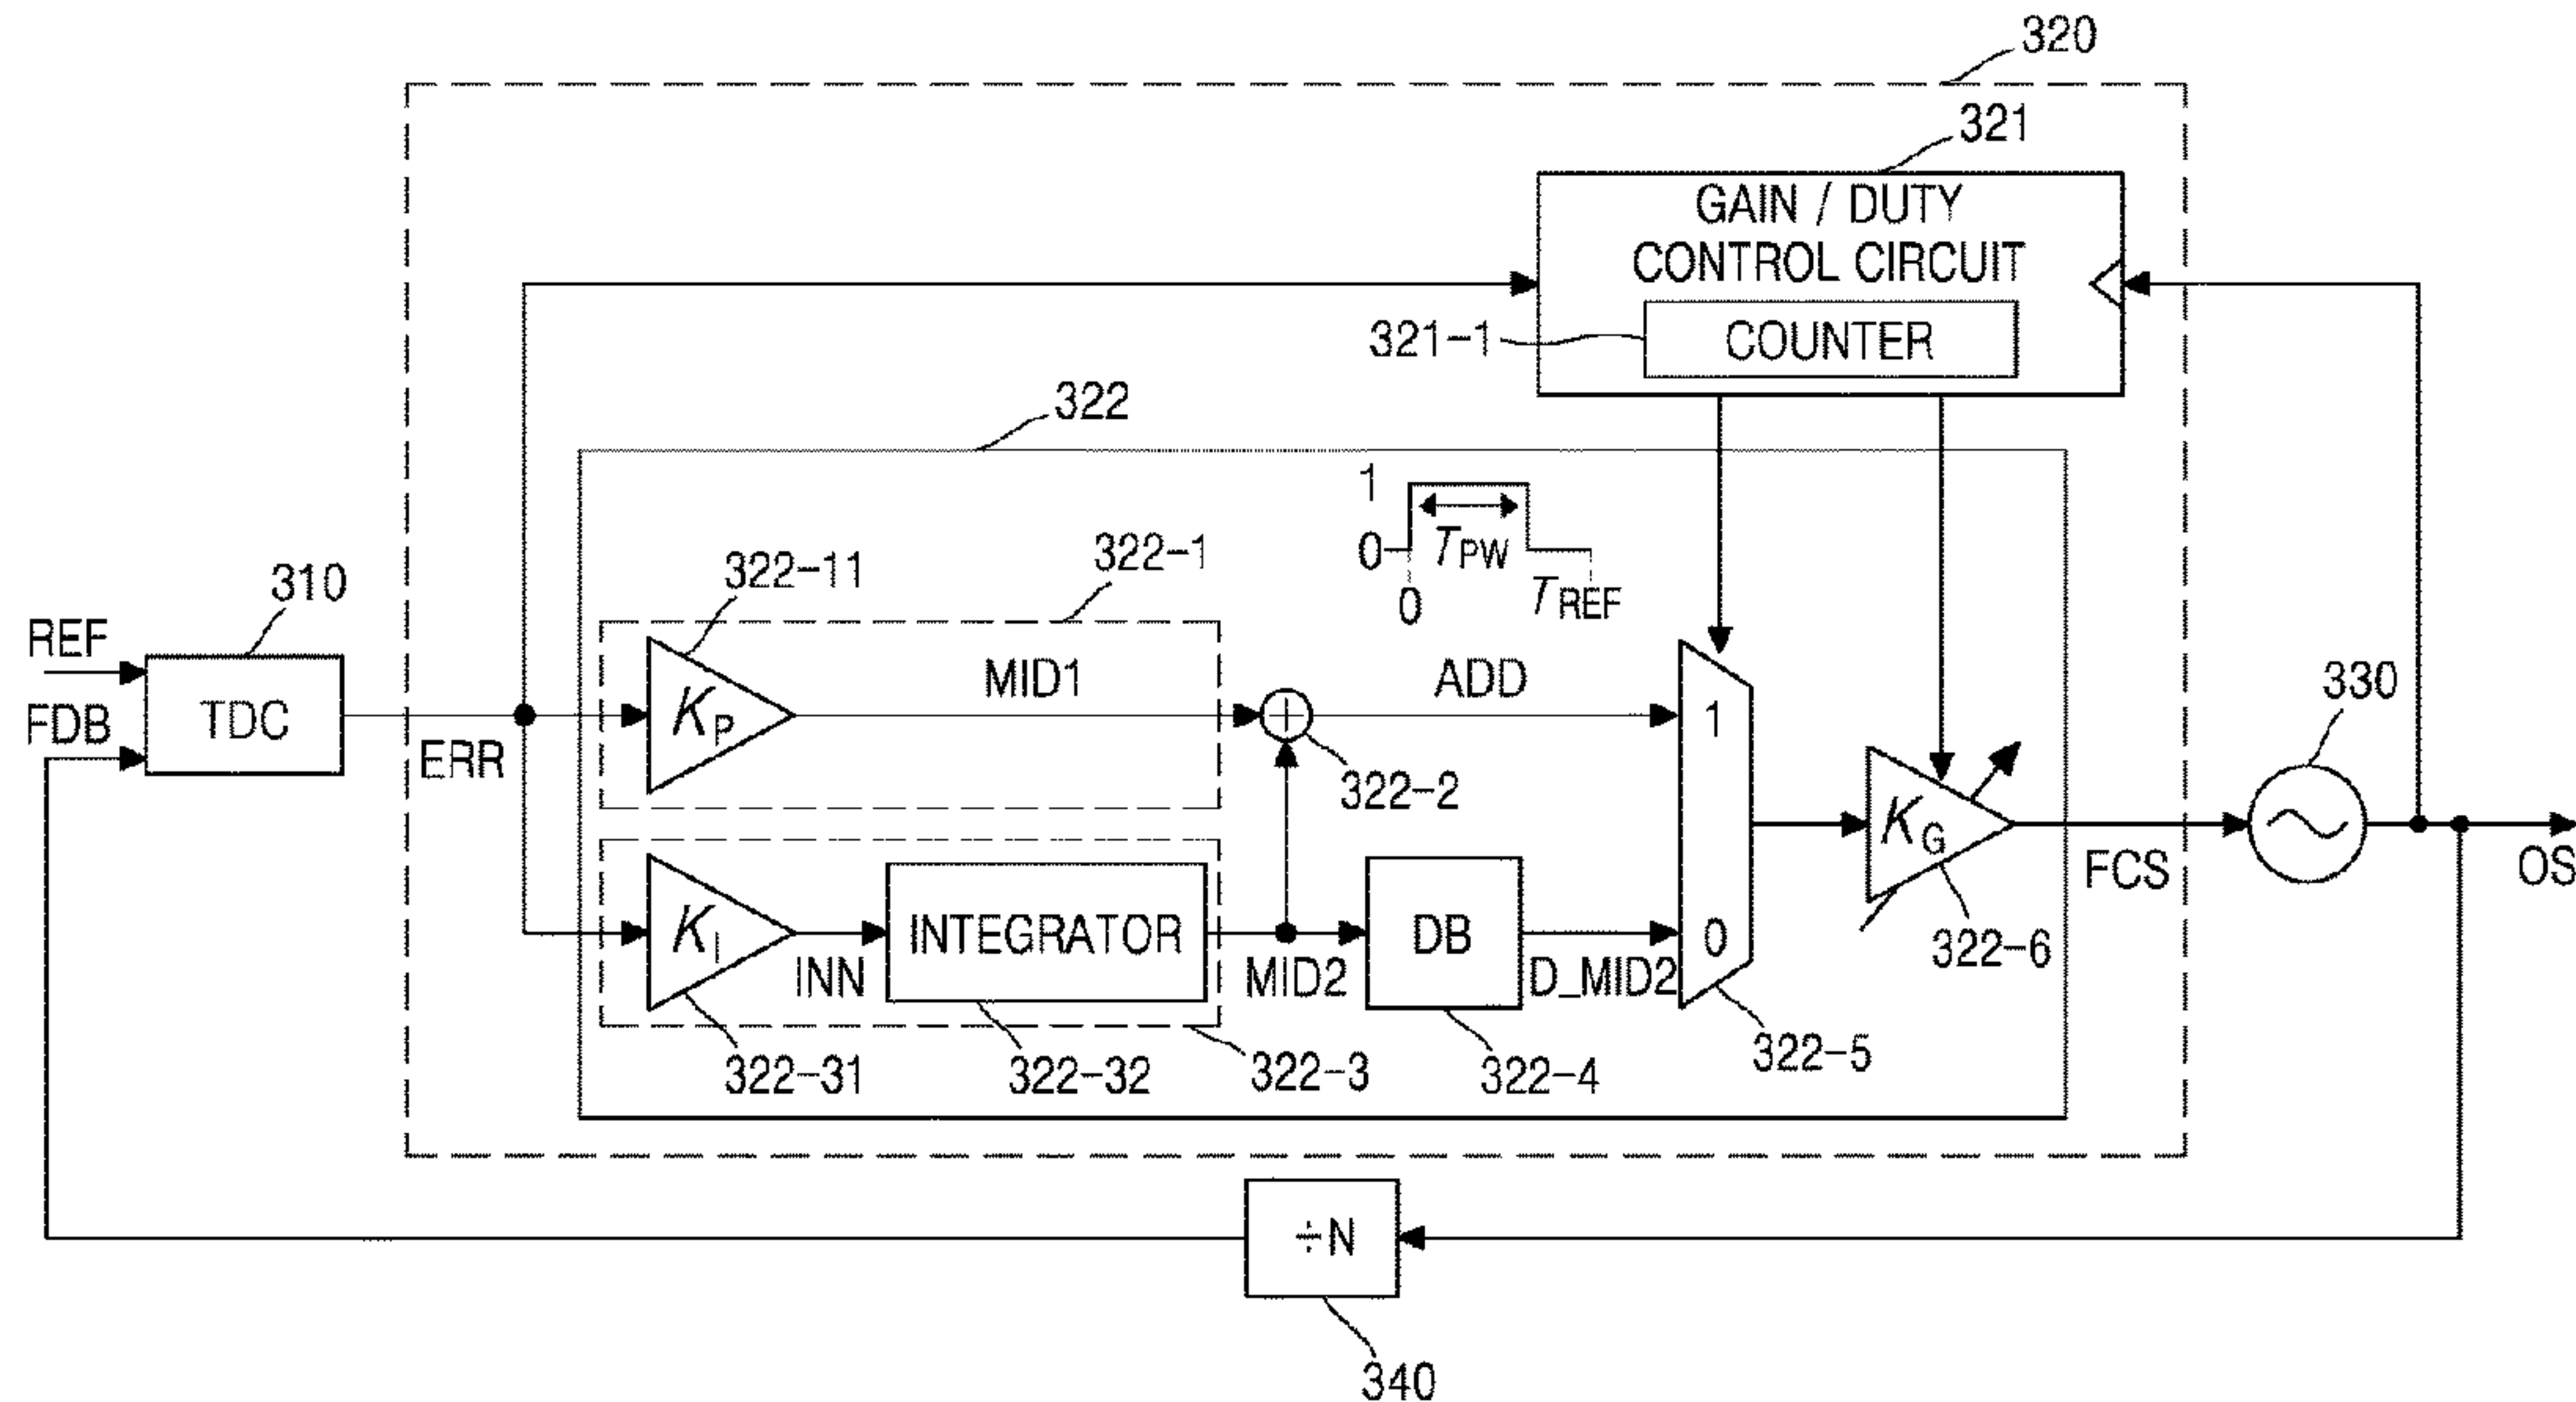 320
321
GAIN / DUTY
CONTROL CIRCUIT
321-1
COUNTER
322
1
0
TPW
0
TREF
322-11
322-1
310
REF
FDB
TDC
ERR
KP
MID1
ADD
322-2
1
330
KG
FCS
OS
KI
INN
INTEGRATOR
MID2
DB
D_MID2
0
322-6
322-31
322-32
322-3
322-4
322-5
÷N
340